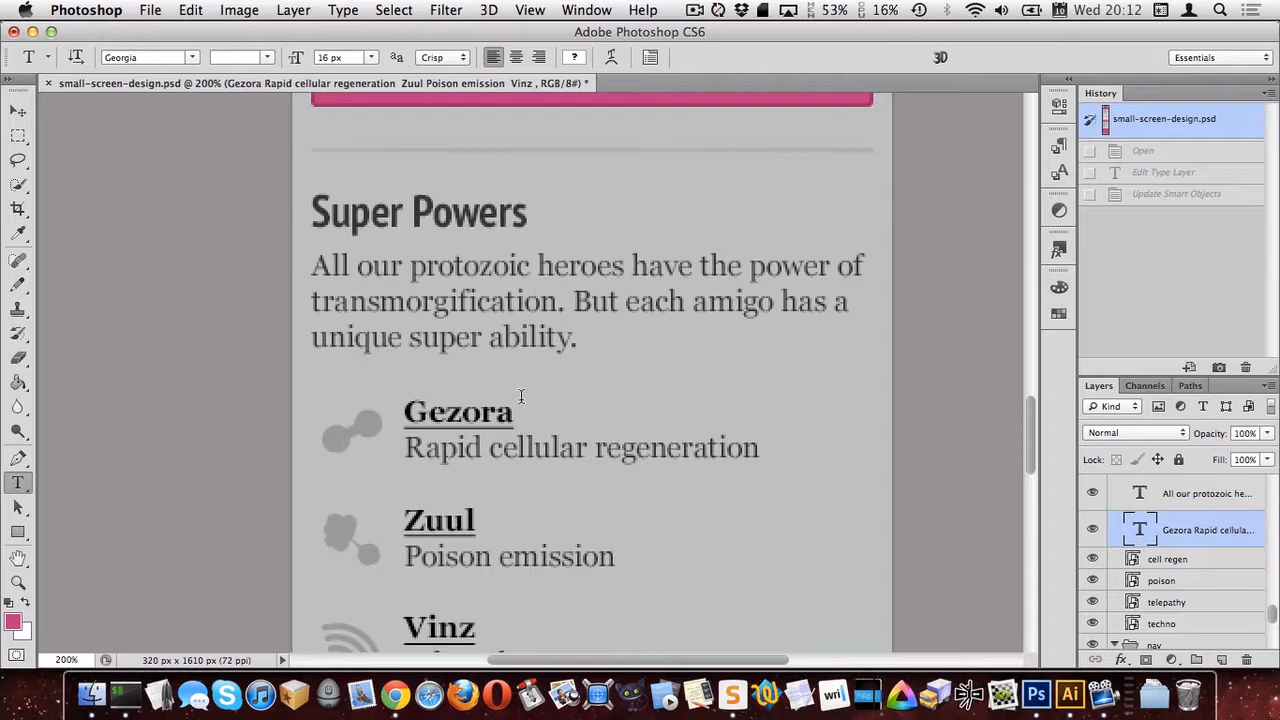 Photoshop File Edit Image Layer Type Select Filter 3D View Window Help 53% 16% Wed 20:12
Adobe Photoshop CS6
T Georgia 16 px Crisp ? 3D Essentials
small-screen-design.psd @ 200% (Gezora Rapid cellular regeneration Zuul Poison emission Vinz , RGB/8#) *
History
small-screen-design.psd
Open
Edit Type Layer
Update Smart Objects
Super Powers
All our protozoic heroes have the power of
transmorgification. But each amigo has a
unique super ability.
Gezora
Rapid cellular regeneration
Zuul
Poison emission
Vinz
Layers Channels Paths
Kind
Normal Opacity: 100%
Lock: Fill: 100%
All our protozoic he...
Gezora Rapid cellula...
cell regen
poison
telepathy
techno
nav
200% 320 px x 1610 px (72 ppi)